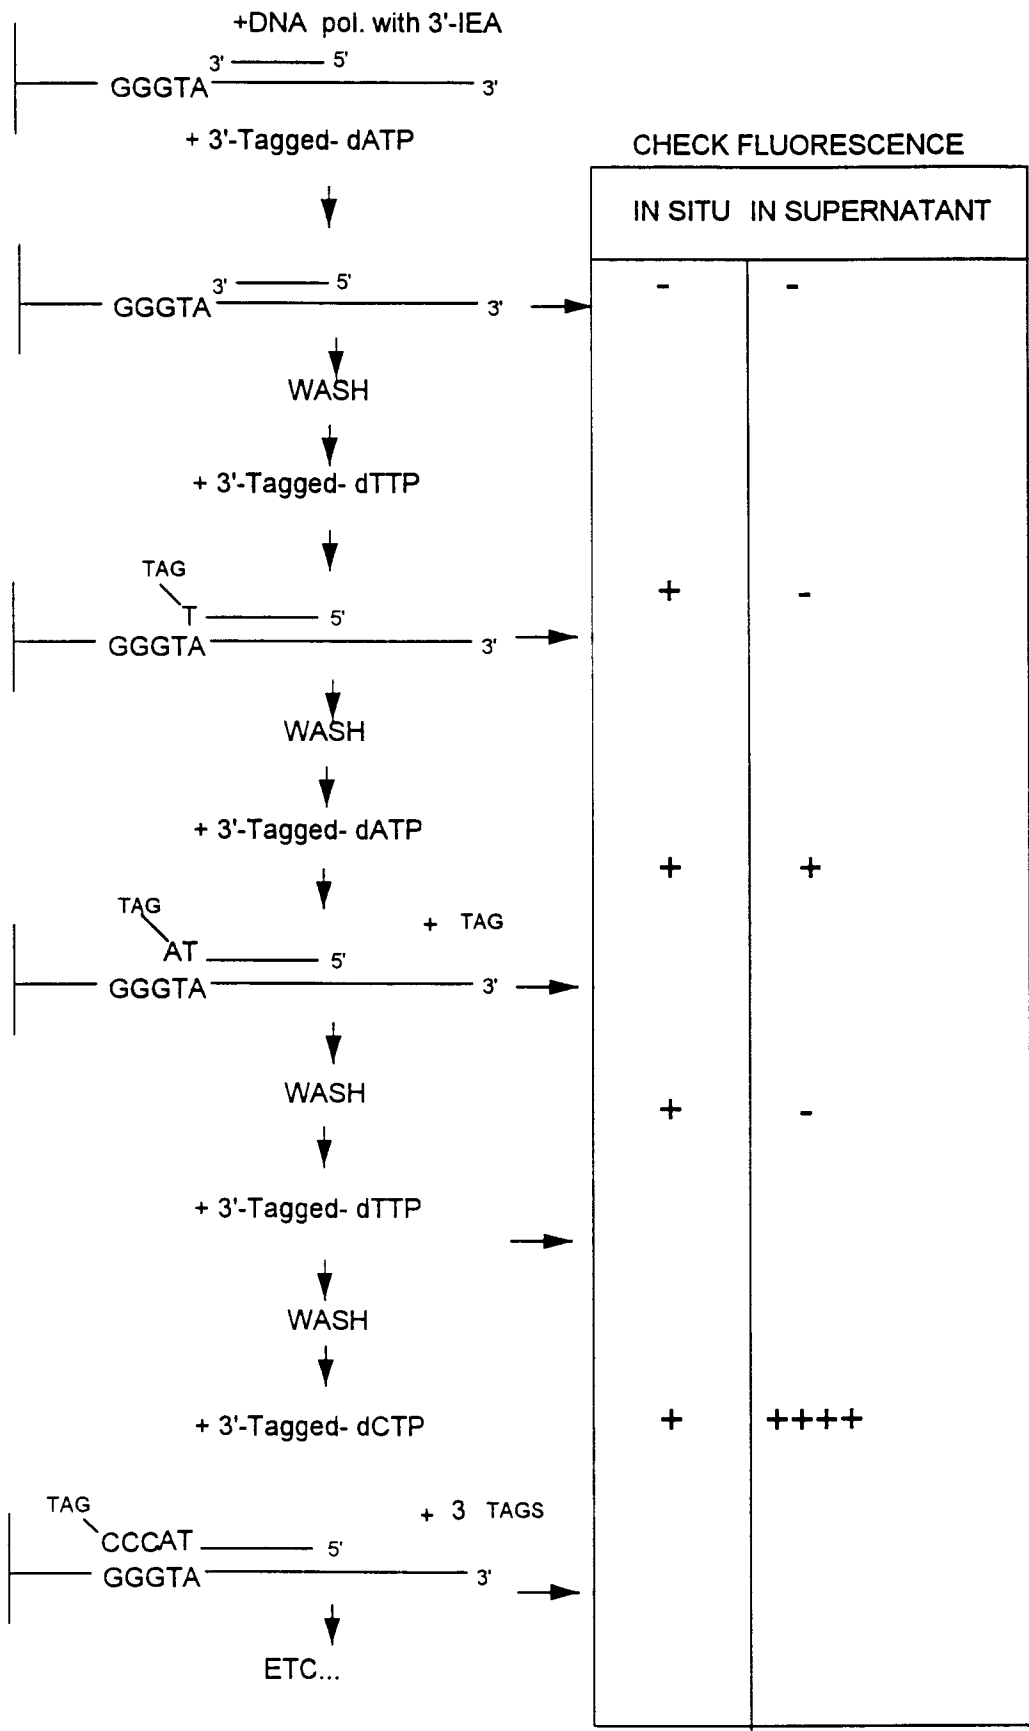 +DNA pol. with 3'-IEA
3' 5'
GGGTA 3'
+ 3'-Tagged- dATP
CHECK FLUORESCENCE
IN SITU IN SUPERNATANT
3' 5'
GGGTA 3'
- -
WASH
+ 3'-Tagged- dTTP
TAG
T 5'
GGGTA 3'
+ -
WASH
+ 3'-Tagged- dATP
+ +
TAG + TAG
AT 5'
GGGTA 3'
WASH
+ -
+ 3'-Tagged- dTTP
WASH
+ 3'-Tagged- dCTP
+ ++++
TAG + 3 TAGS
CCCAT 5'
GGGTA 3'
ETC...